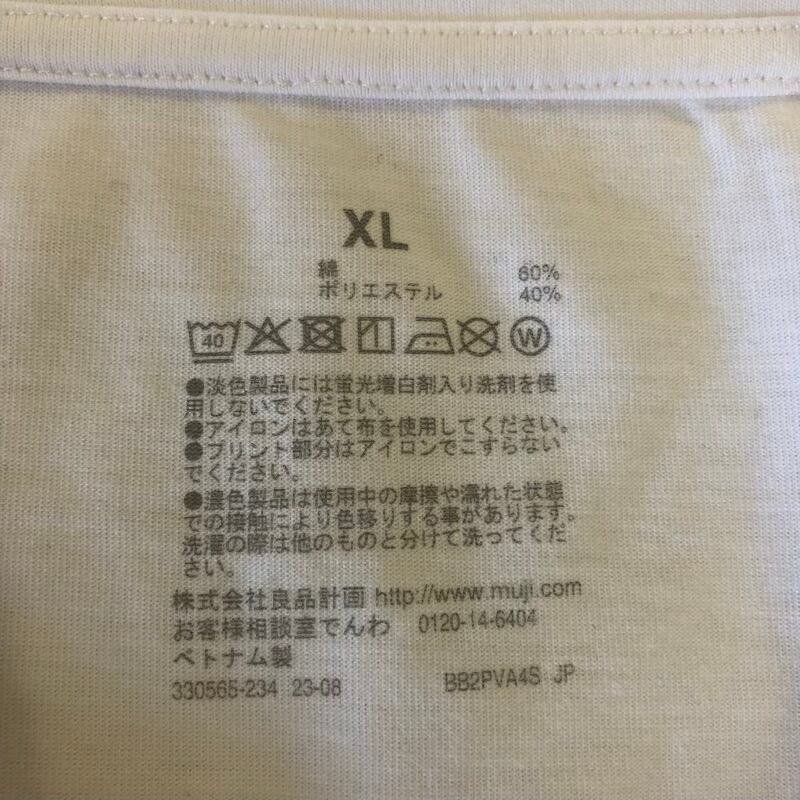 XL
綿 60%
ポリエステル 40%
40 W
●淡色製品には蛍光増白剤入り洗剤を使
用しないでください。
●アイロンはあて布を使用してください。
●プリント部分はアイロンでこすらない
でください。
●濃色製品は使用中の摩擦や濡れた状態
での接触により色移りする事があります。
洗濯の際は他のものと分けて洗ってくだ
さい。
株式会社良品計画 http://www.muji.com
お客様相談室でんわ 0120-14-6404
ベトナム製
330565-234 23-08 BB2PVA4S JP